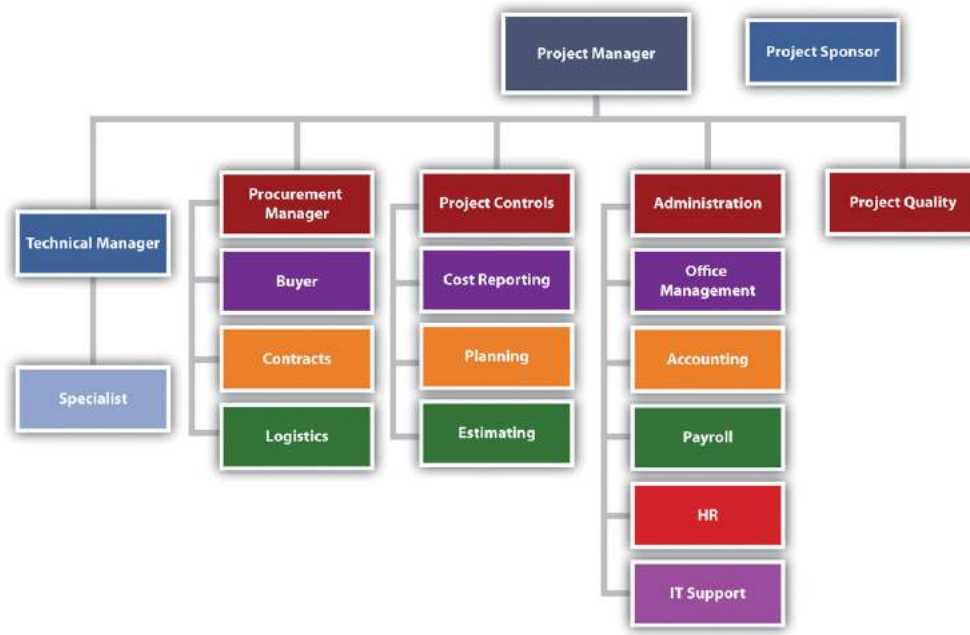 Project Manager
Project Sponsor
Technical Manager
Specialist
Procurement
Manager
Buyer
Contracts
Logistics
Project Controls
Cost Reporting
Planning
Estimating
Administration
Office
Management
Accounting
Payroll
HR
IT Support
Project Quality